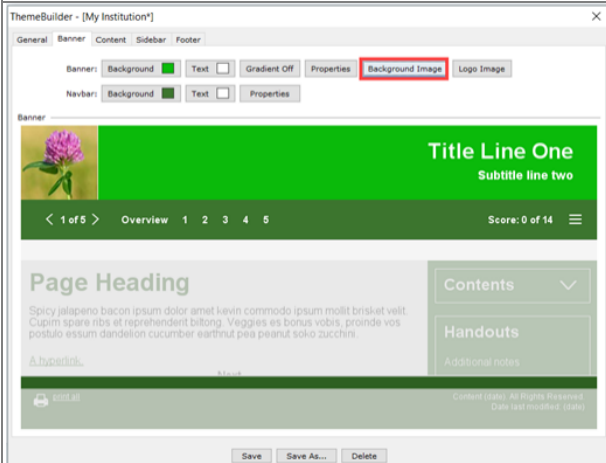 ThemeBuilder - [My Institution*]
General Banner Content Sidebar Footer
Banner: Background Text Gradient Off Properties Background Image Logo Image
Navbar: Background Text Properties
Banner
Title Line One
Subtitle line two
1 of 5 Overview 1 2 3 4 5 Score: 0 of 14
Page Heading
Spicy jalapeno bacon ipsum dolor amet kevin commodo ipsum mollit brisket velit.
Cupim spare ribs et reprehenderit biltong. Veggies es bonus vobis, proinde vos
postulo essum dandelion cucumber earthnut pea peanut soko zucchini.
A hyperlink.
Next
Contents
Handouts
Additional notes
print all
Content (date). All Rights Reserved.
Date last modified: (date)
Save Save As... Delete